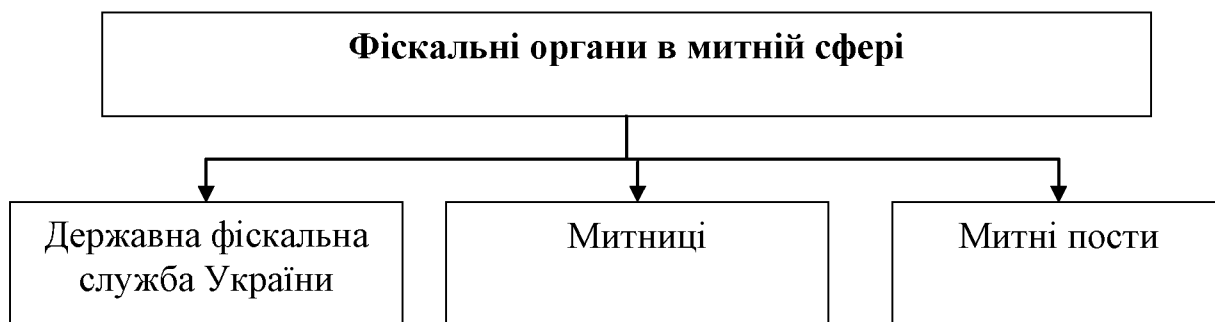 Фіскальні органи в митній сфері
Державна фіскальна
служба України
Митниці
Митні пости